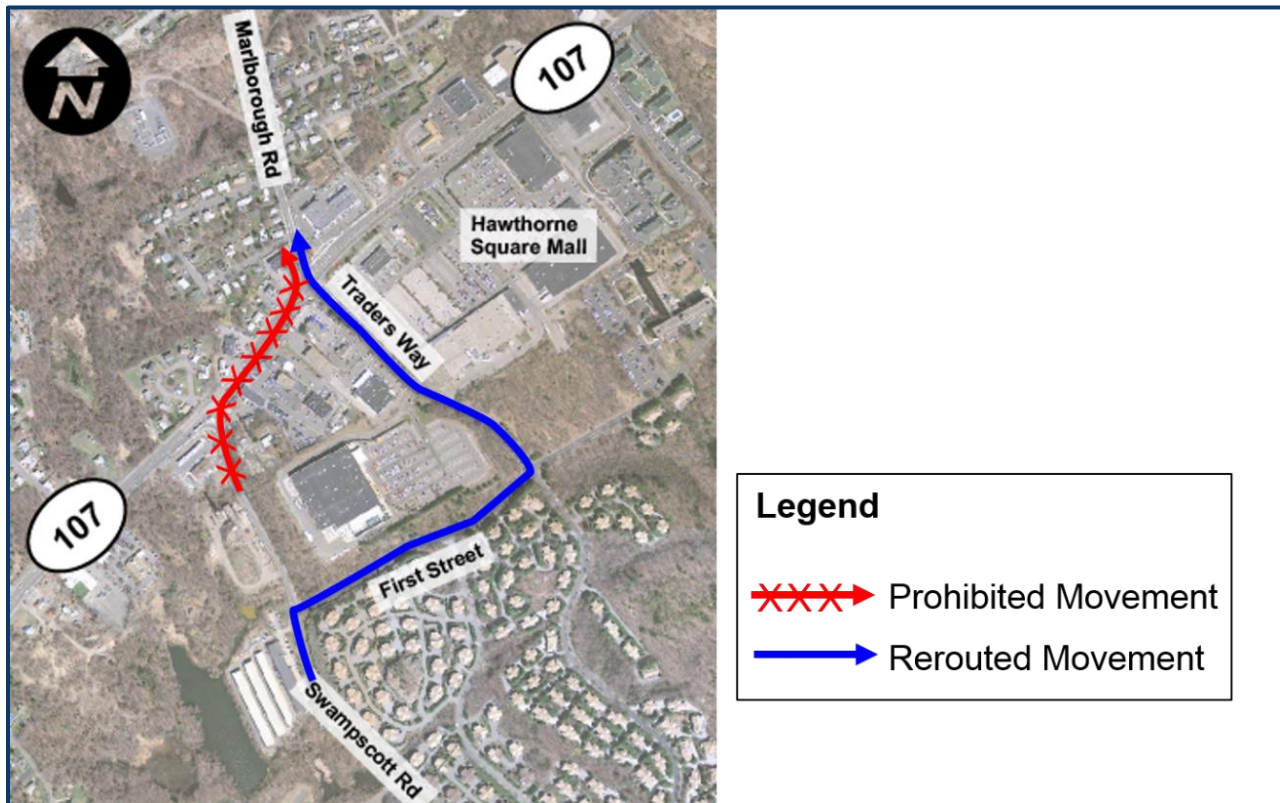 N
Marlborough Rd
107
Hawthorne
Square Mall
Traders Way
107
First Street
Swampscott Rd
Legend
Prohibited Movement
Rerouted Movement